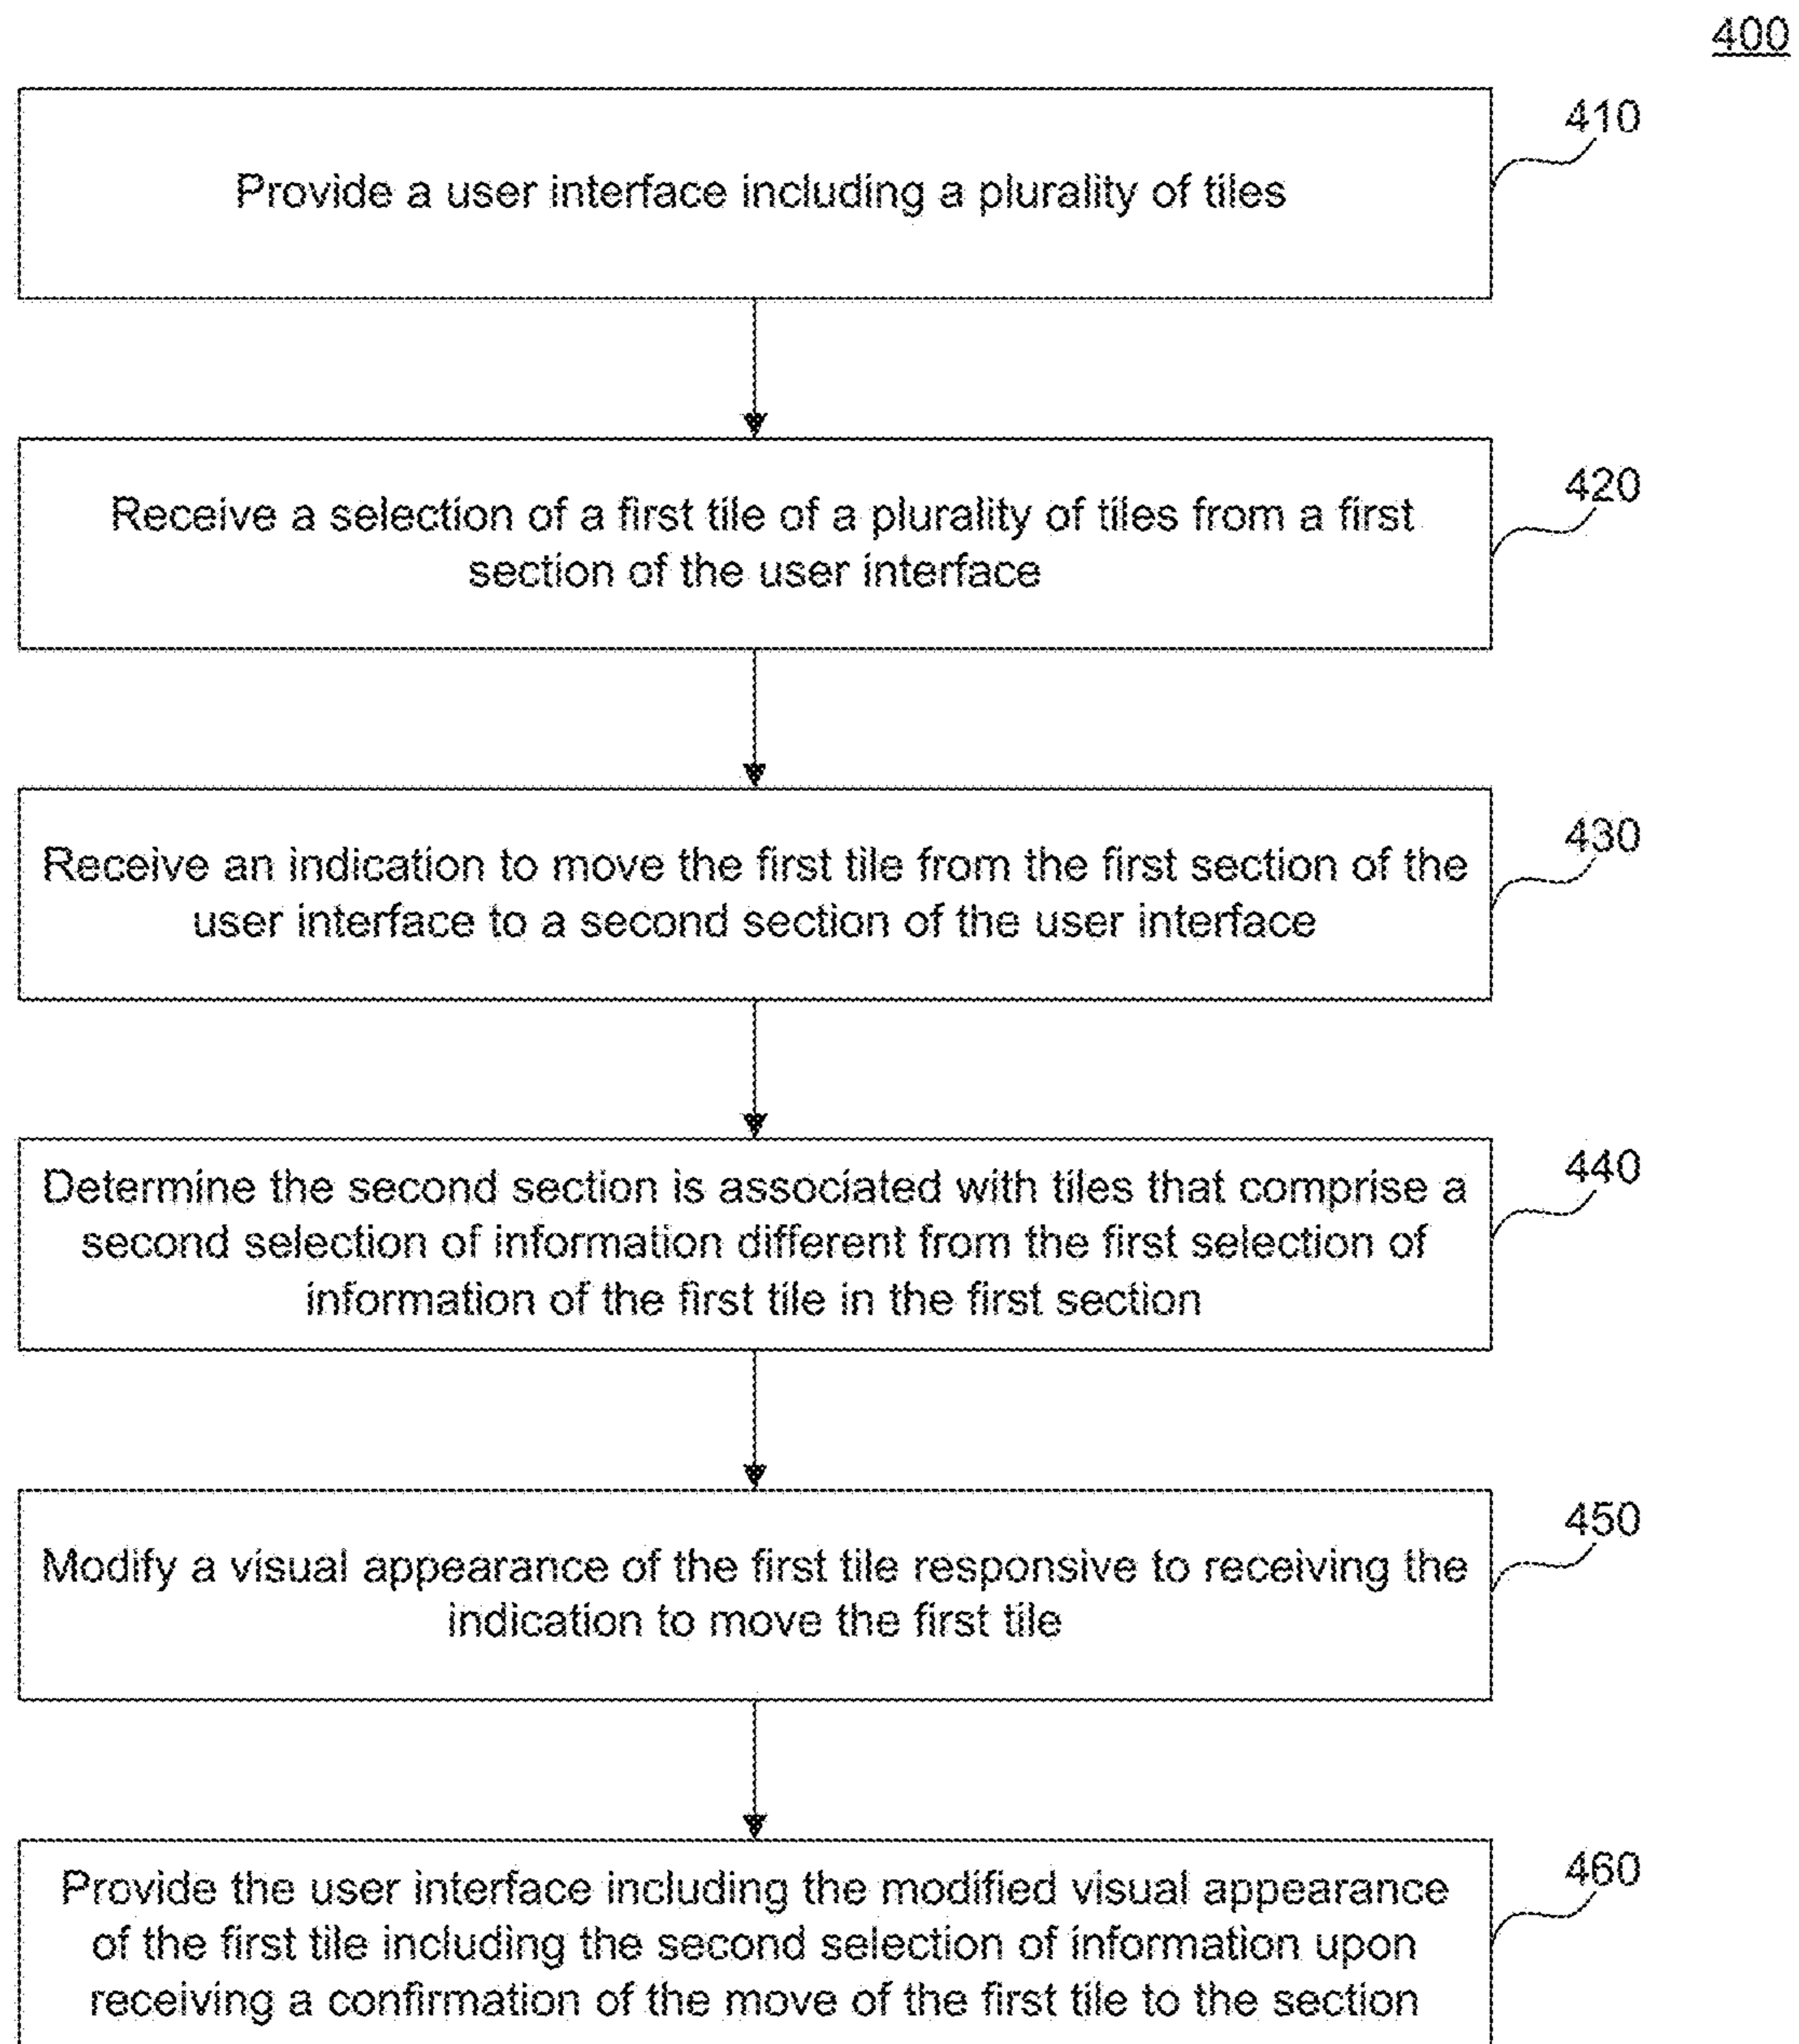 400
410
Provide a user interface including a plurality of tiles
420
Receive a selection of a first tile of a plurality of tiles from a first
section of the user interface
430
Receive an indication to move the first tile from the first section of the
user interface to a second section of the user interface
440
Determine the second section is associated with tiles that comprise a
second selection of information different from the first selection of
information of the first tile in the first section
450
Modify a visual appearance of the first tile responsive to receiving the
indication to move the first tile
460
Provide the user interface including the modified visual appearance
of the first tile including the second selection of information upon
receiving a confirmation of the move of the first tile to the section